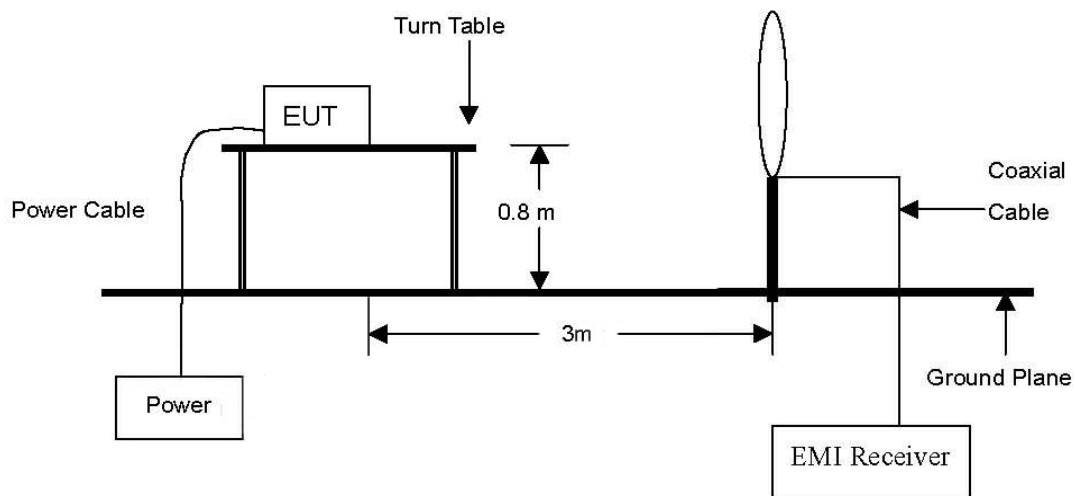 Turn Table
EUT
Power Cable
0.8 m
Coaxial
Cable
3m
Ground Plane
Power
EMI Receiver